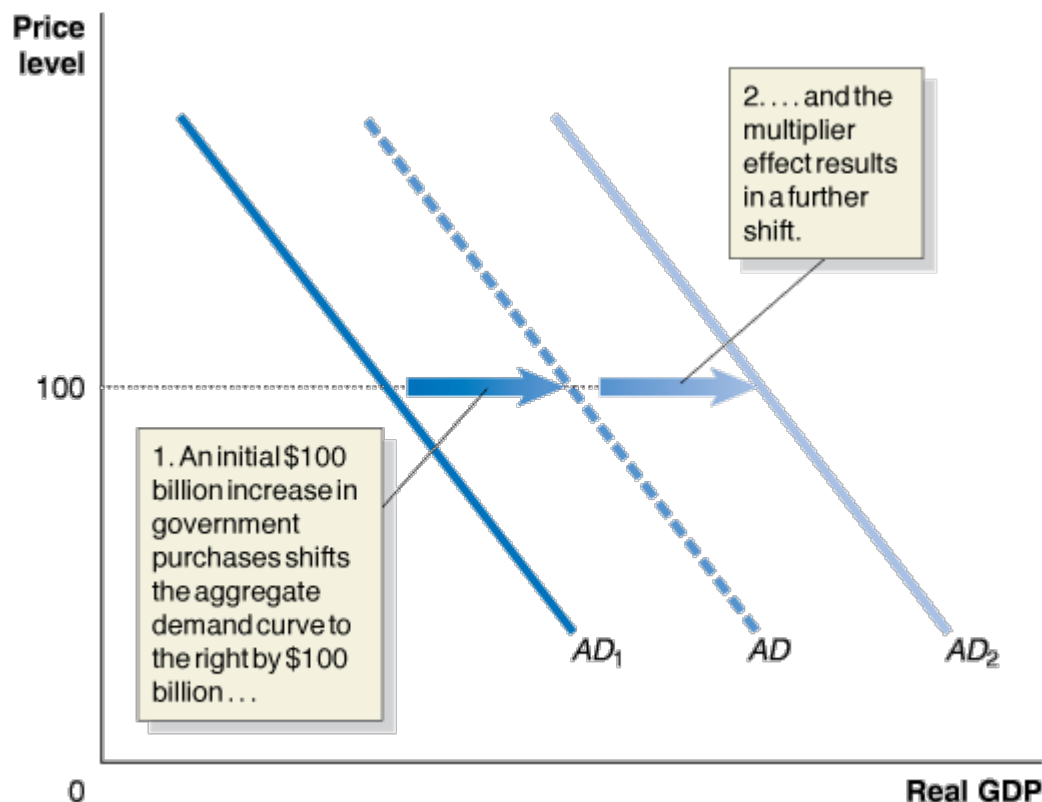 Price
level
2. . . . and the
multiplier
effect results
in a further
shift.
100
1. An initial $100
billion increase in
government
purchases shifts
the aggregate
demand curve to
the right by $100
billion . . .
AD₁
AD
AD₂
0
Real GDP